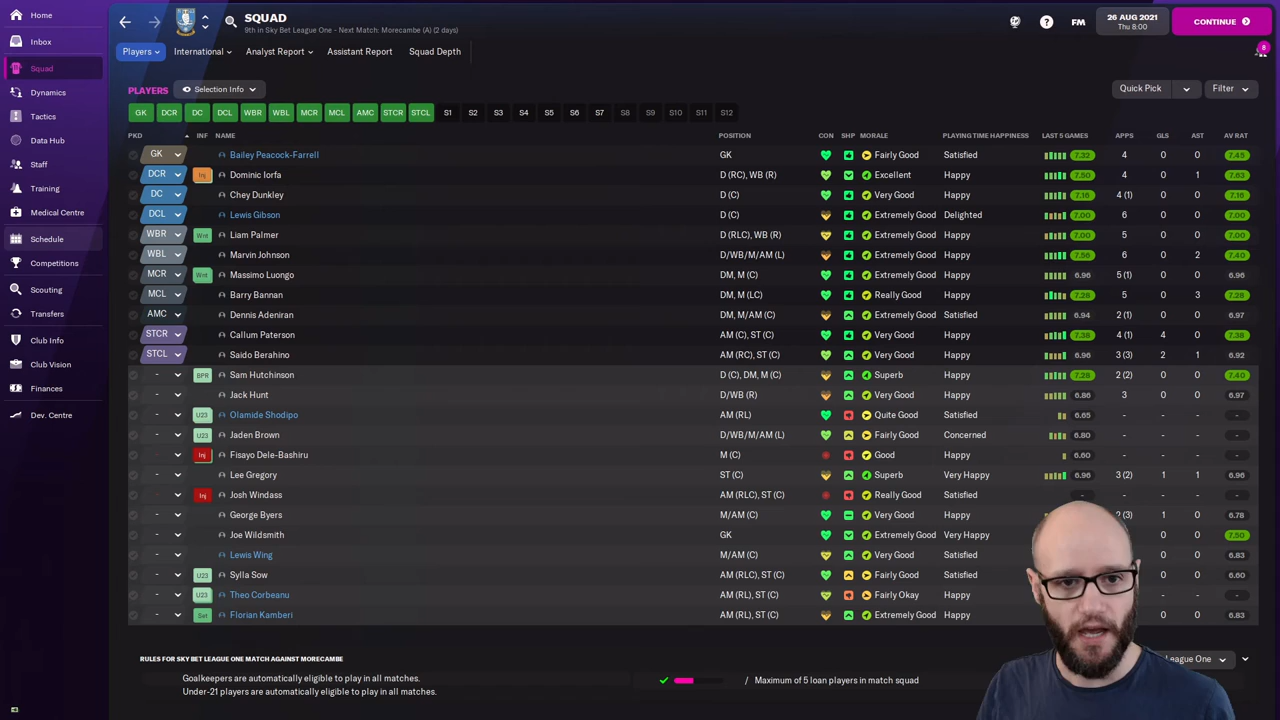 Home
SQUAD
9th in Sky Bet League One - Next Match: Morecambe (A) (2 days)
FM
26 AUG 2021
Thu 8:00
CONTINUE
Inbox
Squad
Dynamics
Tactics
Data Hub
Staff
Training
Medical Centre
Schedule
Competitions
Scouting
Transfers
Club Info
Club Vision
Finances
Dev. Centre
Players International Analyst Report Assistant Report Squad Depth
8
PLAYERS Selection Info Quick Pick Filter
GK DCR DC DCL WBR WBL MCR MCL AMC STCR STCL S1 S2 S3 S4 S5 S6 S7 S8 S9 S10 S11 S12
PKD INF NAME POSITION CON SHP MORALE PLAYING TIME HAPPINESS LAST 5 GAMES APPS GLS AST AV RAT
GK Bailey Peacock-Farrell GK Fairly Good Satisfied 7.32 4 0 0 7.45
DCR Inj Dominic Iorfa D (RC), WB (R) Excellent Happy 7.50 4 0 1 7.63
DC Chey Dunkley D (C) Very Good Happy 7.16 4 (1) 0 0 7.16
DCL Lewis Gibson D (C) Extremely Good Delighted 7.00 6 0 0 7.00
WBR Wnt Liam Palmer D (RLC), WB (R) Extremely Good Happy 7.00 5 0 0 7.00
WBL Marvin Johnson D/WB/M/AM (L) Extremely Good Happy 7.56 6 0 2 7.40
MCR Wnt Massimo Luongo DM, M (C) Extremely Good Happy 6.96 5 (1) 0 0 6.96
MCL Barry Bannan DM, M (LC) Really Good Happy 7.28 5 0 3 7.28
AMC Dennis Adeniran DM, M/AM (C) Extremely Good Satisfied 6.94 2 (1) 0 0 6.97
STCR Callum Paterson AM (C), ST (C) Very Good Happy 7.38 4 (1) 4 0 7.38
STCL Saido Berahino AM (RC), ST (C) Very Good Happy 6.96 3 (3) 2 1 6.92
- BPR Sam Hutchinson D (C), DM, M (C) Superb Happy 7.28 2 (2) 0 0 7.40
- Jack Hunt D/WB (R) Very Good Happy 6.86 3 0 0 6.97
- U23 Olamide Shodipo AM (RL) Quite Good Satisfied 6.65 - - - -
- U23 Jaden Brown D/WB/M/AM (L) Fairly Good Concerned 6.80 - - - -
- Inj Fisayo Dele-Bashiru M (C) Good Happy 6.60 - - - -
- Lee Gregory ST (C) Superb Very Happy 6.96 3 (2) 1 1 6.96
- Inj Josh Windass AM (RLC), ST (C) Really Good Satisfied - - - - -
- George Byers M/AM (C) Very Good Happy 2 (3) 1 0 6.78
- Joe Wildsmith GK Extremely Good Very Happy 0 0 7.50
- Lewis Wing M/AM (C) Very Good Satisfied 0 0 6.83
- U23 Sylla Sow AM (RLC), ST (C) Fairly Good Satisfied 0 0 6.60
- U23 Theo Corbeanu AM (RL), ST (C) Fairly Okay Happy 0 0 -
- Set Florian Kamberi AM (RL), ST (C) Extremely Good Happy 0 0 6.83
RULES FOR SKY BET LEAGUE ONE MATCH AGAINST MORECAMBE
League One
Goalkeepers are automatically eligible to play in all matches.
Under-21 players are automatically eligible to play in all matches.
/ Maximum of 5 loan players in match squad